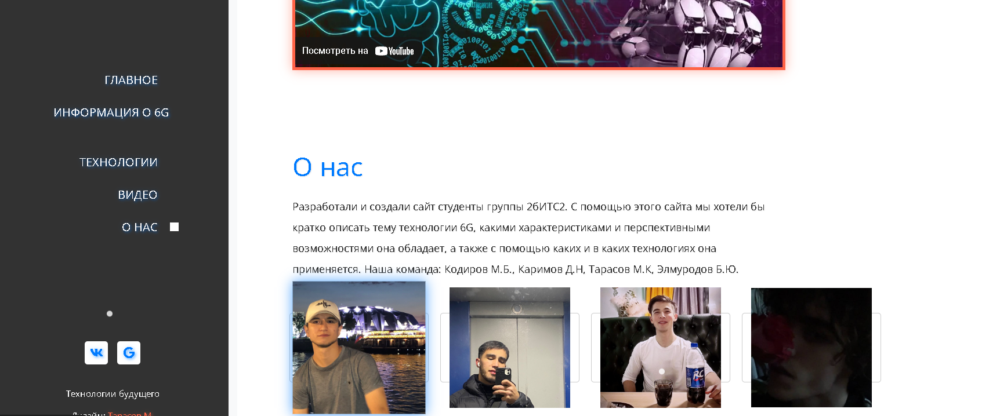 Посмотреть на YouTube
ГЛАВНОЕ
ИНФОРМАЦИЯ О 6G
ТЕХНОЛОГИИ
ВИДЕО
О НАС
Технологии будущего
Дизайн: Тарасов М.
О нас
Разработали и создали сайт студенты группы 2бИТС2. С помощью этого сайта мы хотели бы
кратко описать тему технологии 6G, какими характеристиками и перспективными
возможностями она обладает, а также с помощью каких и в каких технологиях она
применяется. Наша команда: Кодиров М.Б., Каримов Д.Н, Тарасов М.К, Элмуродов Б.Ю.
RC